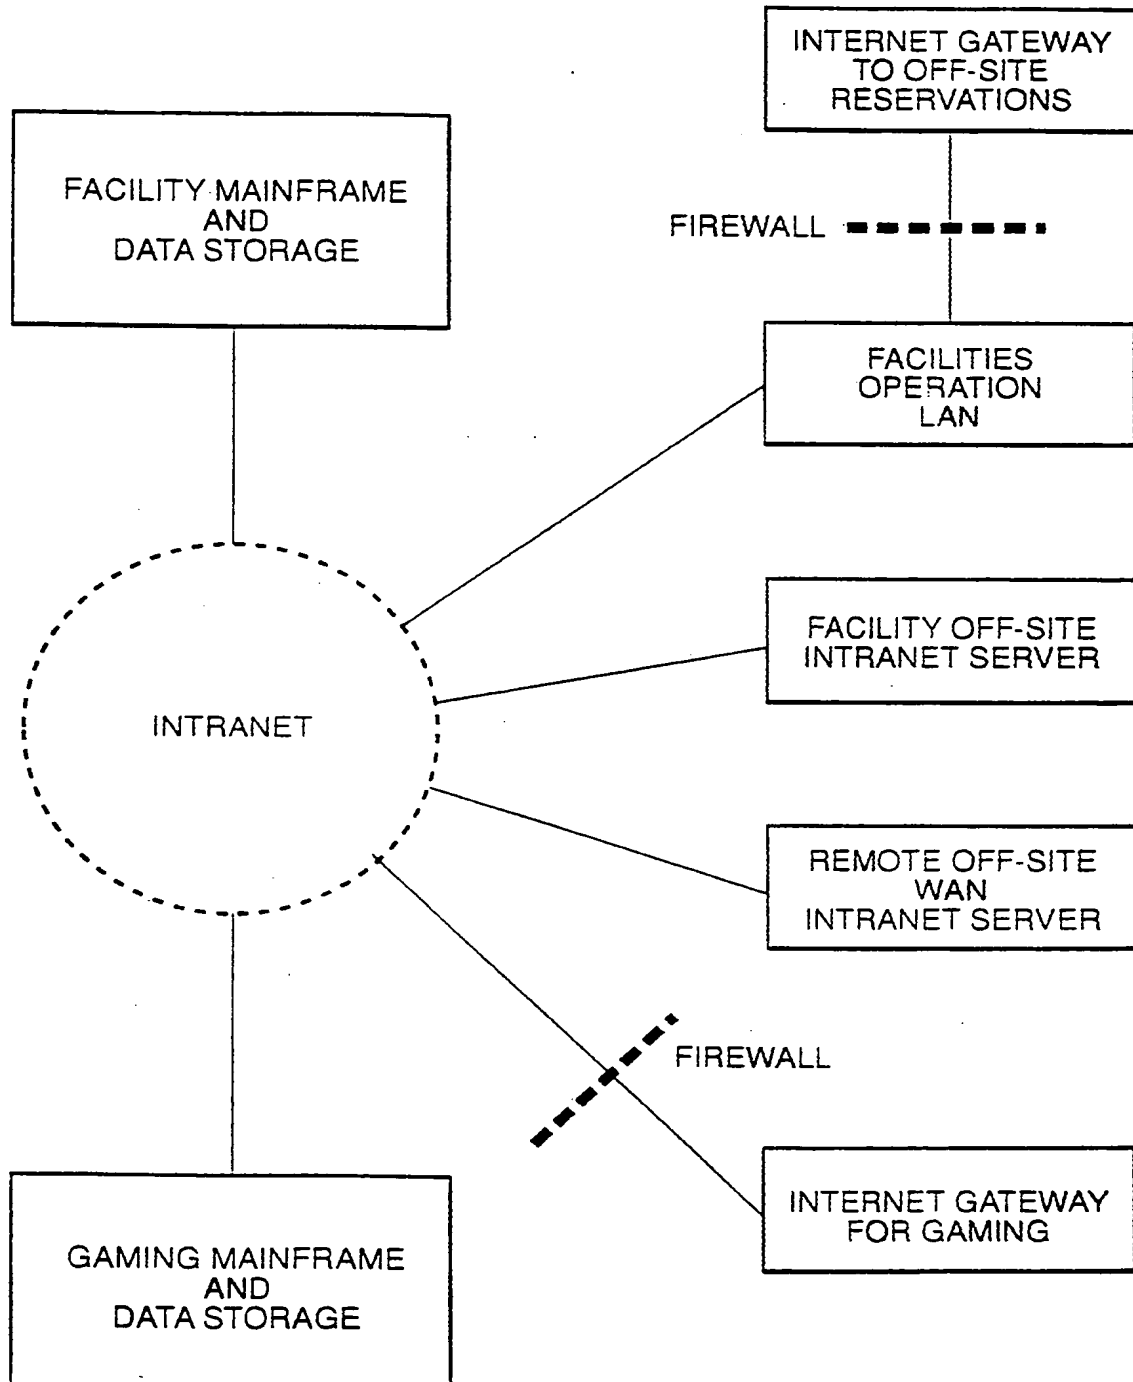 INTERNET GATEWAY
TO OFF-SITE
RESERVATIONS
FACILITY MAINFRAME
AND
DATA STORAGE
FIREWALL
FACILITIES
OPERATION
LAN
FACILITY OFF-SITE
INTRANET SERVER
INTRANET
REMOTE OFF-SITE
WAN
INTRANET SERVER
FIREWALL
INTERNET GATEWAY
FOR GAMING
GAMING MAINFRAME
AND
DATA STORAGE